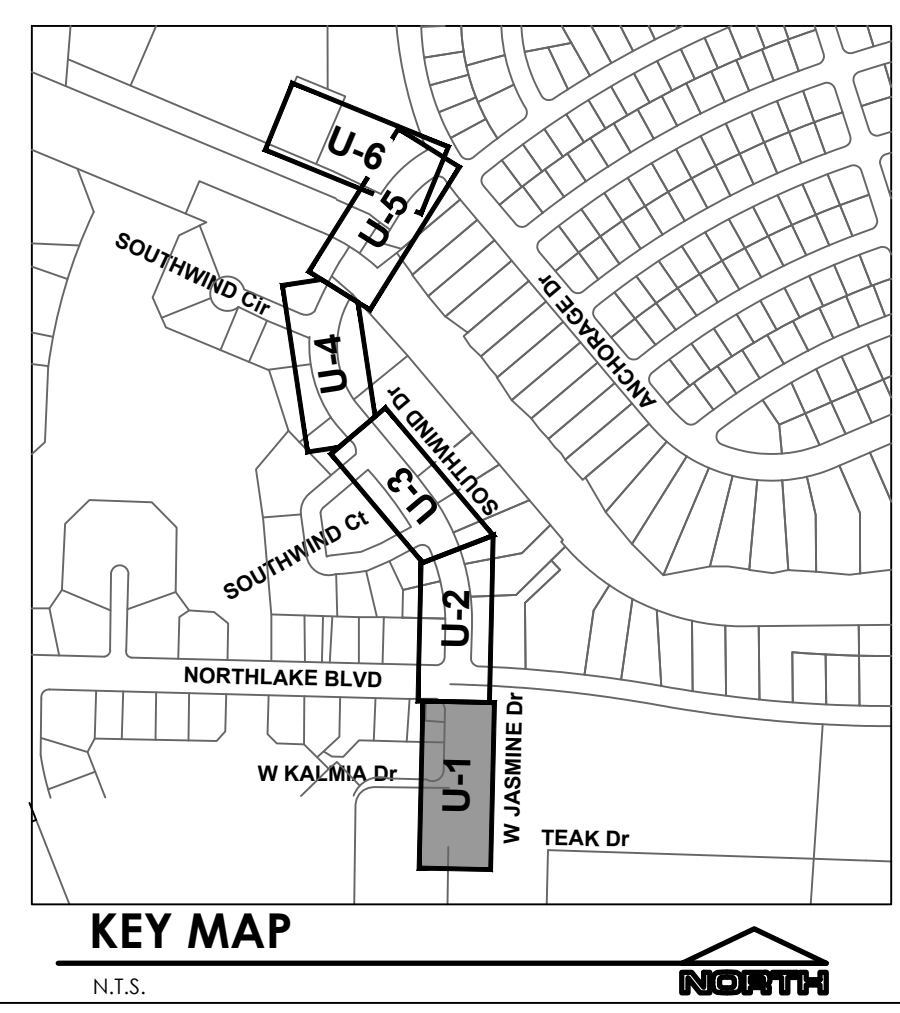 U-6
U-5
SOUTHWIND Cir
ANCHORAGE Dr
U-4
SOUTHWIND Dr
U-3
SOUTHWIND Ct
U-2
NORTHLAKE BLVD
W JASMINE Dr
W KALMIA Dr
U-1
TEAK Dr
KEY MAP
N.T.S.
NORTH